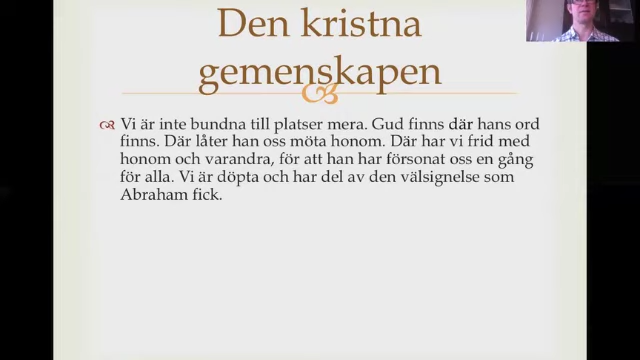 Den kristna
gemenskapen
Vi är inte bundna till platser mera. Gud finns där hans ord
finns. Där låter han oss möta honom. Där har vi frid med
honom och varandra, för att han har försonat oss en gång
för alla. Vi är döpta och har del av den välsignelse som
Abraham fick.